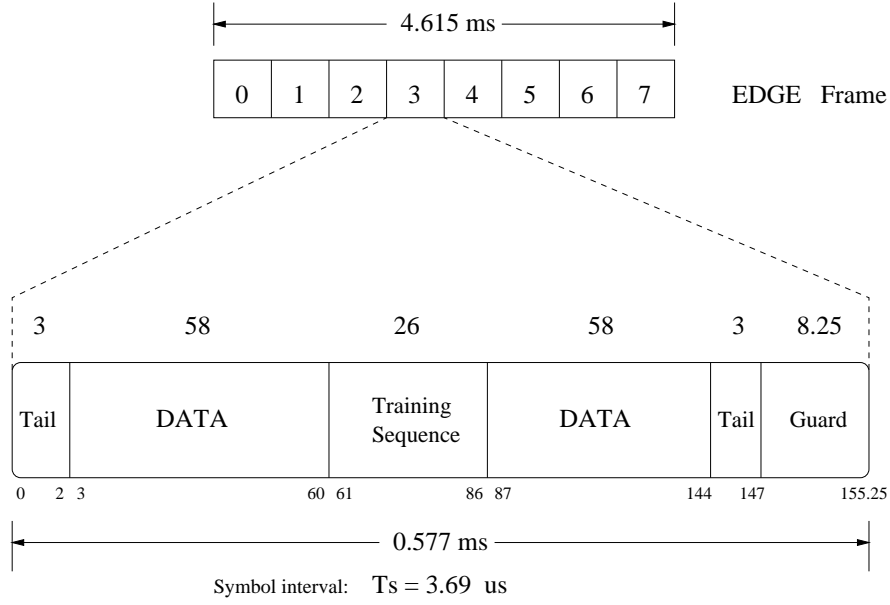 4.615 ms
0 1 2 3 4 5 6 7 EDGE Frame
3 58 26 58 3 8.25
Tail DATA Training Sequence DATA Tail Guard
0 2 3 60 61 86 87 144 147 155.25
0.577 ms
Symbol interval: Ts = 3.69 us